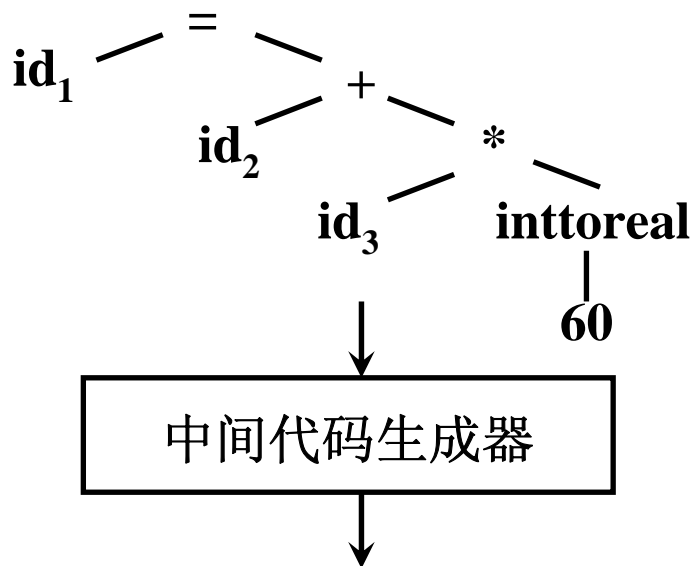 =
id₁
+
id₂
*
id₃ inttoreal
60
中间代码生成器